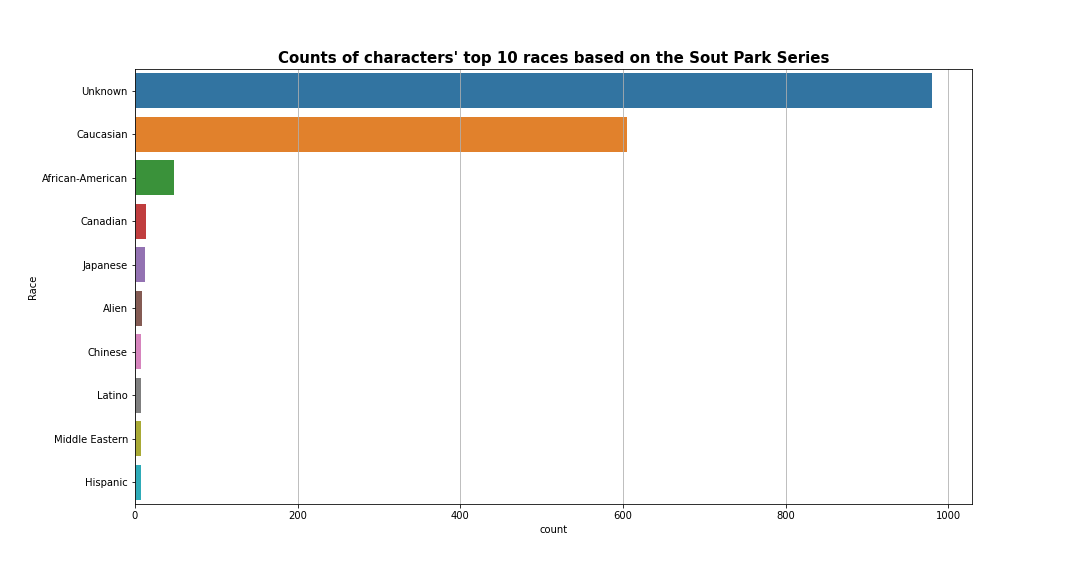 Counts of characters' top 10 races based on the Sout Park Series
Unknown
Caucasian
African-American
Canadian
Japanese
Alien
Chinese
Latino
Middle Eastern
Hispanic
Race
0 200 400 600 800 1000
count